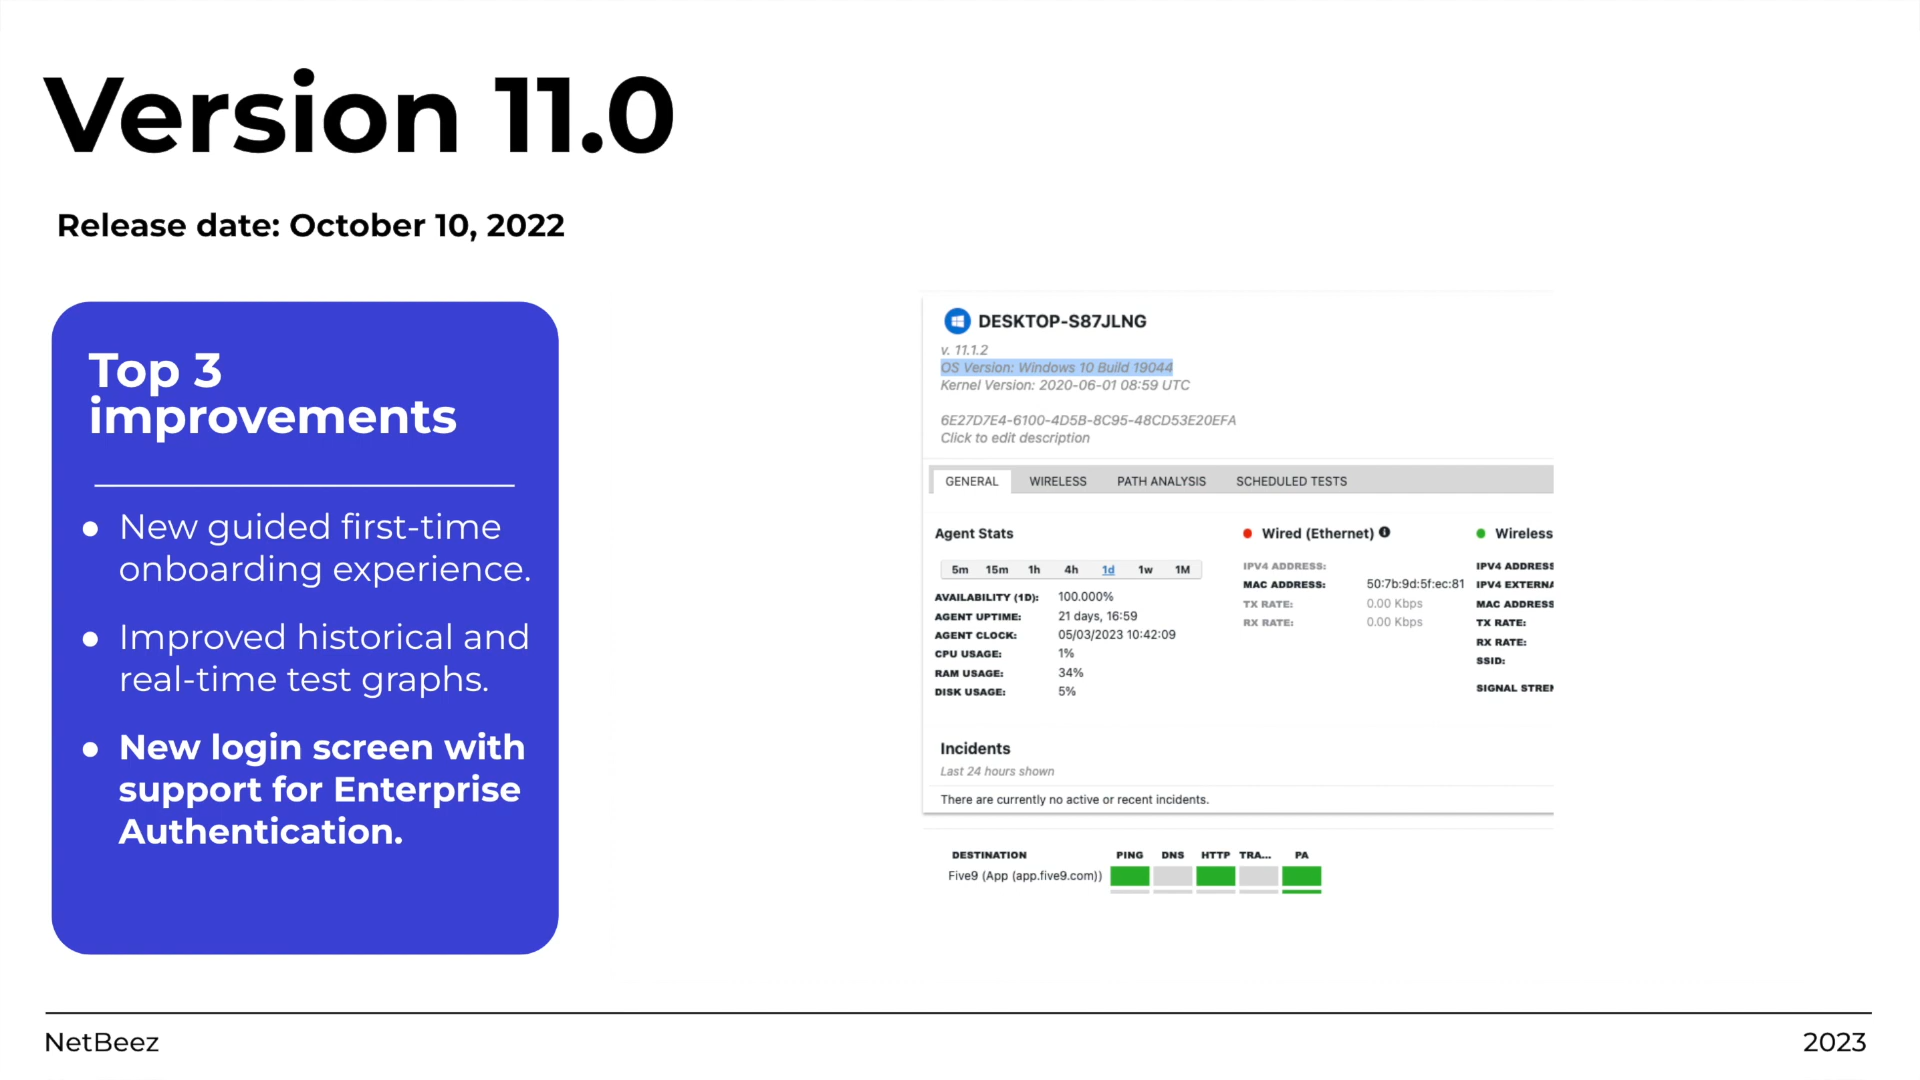 Version 11.0
Release date: October 10, 2022
Top 3
improvements
● New guided first-time
onboarding experience.
● Improved historical and
real-time test graphs.
● New login screen with
support for Enterprise
Authentication.
DESKTOP-S87JLNG
v. 11.1.2
OS Version: Windows 10 Build 19044
Kernel Version: 2020-06-01 08:59 UTC
6E27D7E4-6100-4D5B-8C95-48CD53E20EFA
Click to edit description
GENERAL WIRELESS PATH ANALYSIS SCHEDULED TESTS
Agent Stats
5m 15m 1h 4h 1d 1w 1M
AVAILABILITY (1D): 100.000%
AGENT UPTIME: 21 days, 16:59
AGENT CLOCK: 05/03/2023 10:42:09
CPU USAGE: 1%
RAM USAGE: 34%
DISK USAGE: 5%
Wired (Ethernet)
IPV4 ADDRESS:
MAC ADDRESS: 50:7b:9d:5f:ec:81
TX RATE: 0.00 Kbps
RX RATE: 0.00 Kbps
Wireless
IPV4 ADDRESS
IPV4 EXTERNA
MAC ADDRESS
TX RATE:
RX RATE:
SSID:
SIGNAL STREN
Incidents
Last 24 hours shown
There are currently no active or recent incidents.
DESTINATION PING DNS HTTP TRA... PA
Five9 (App (app.five9.com))
NetBeez
2023